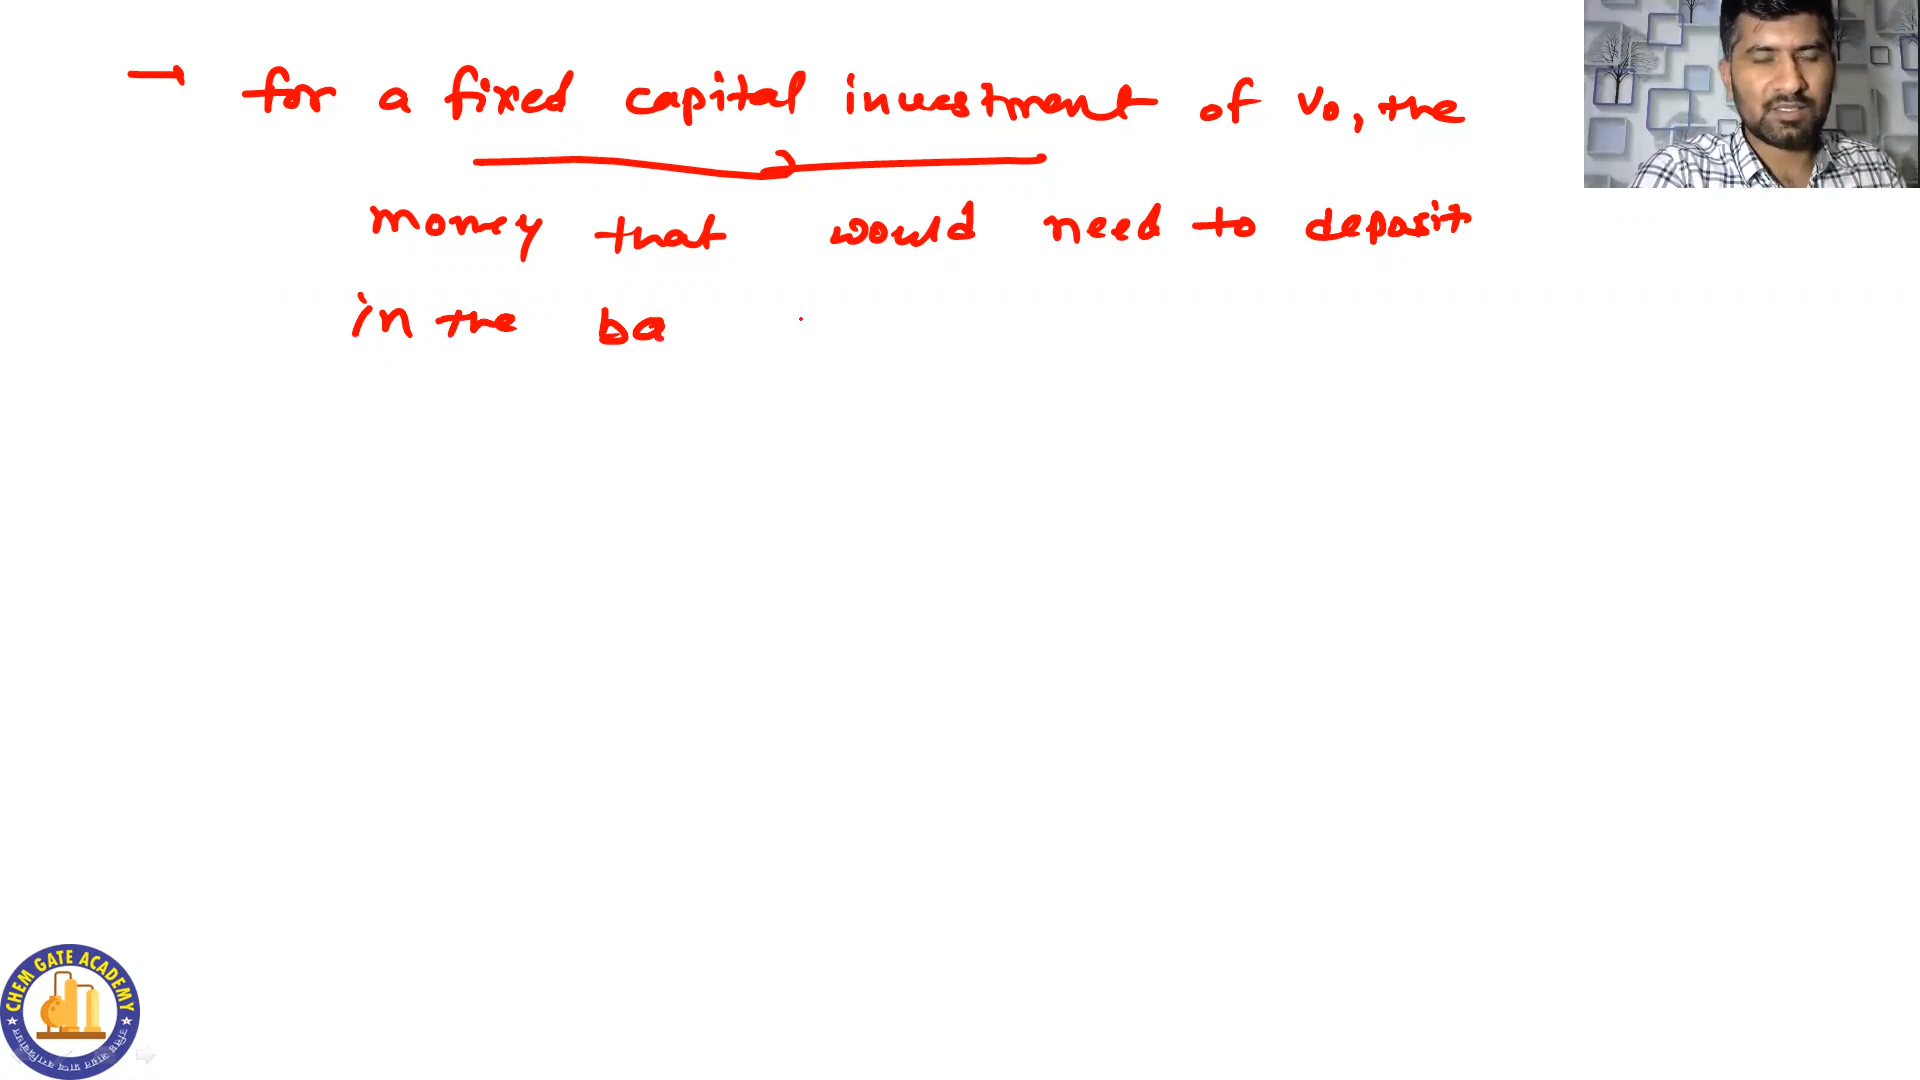 → for a fixed capital investment of V0, the
money that would need to deposit
in the ba
CHEM GATE ACADEMY